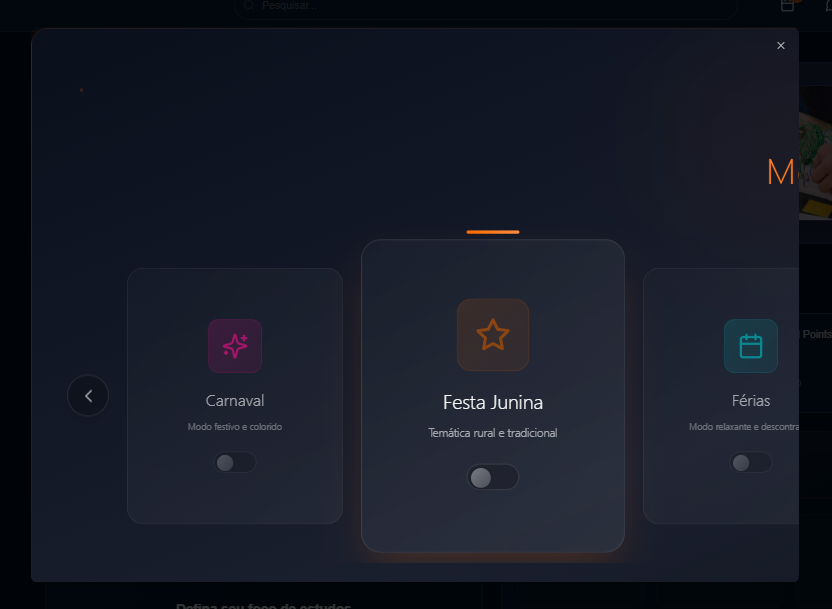 Pesquisar...
M
Carnaval
Modo festivo e colorido
Festa Junina
Temática rural e tradicional
Férias
Modo relaxante e descontra
Points
Defina seu foco de estudos